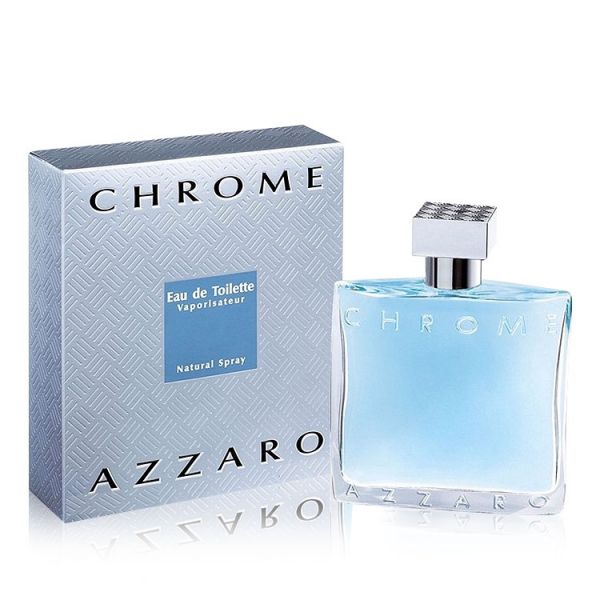 CHROME
Eau de Toilette
Vaporisateur
Natural Spray
AZZARO
CHROME
AZZARO